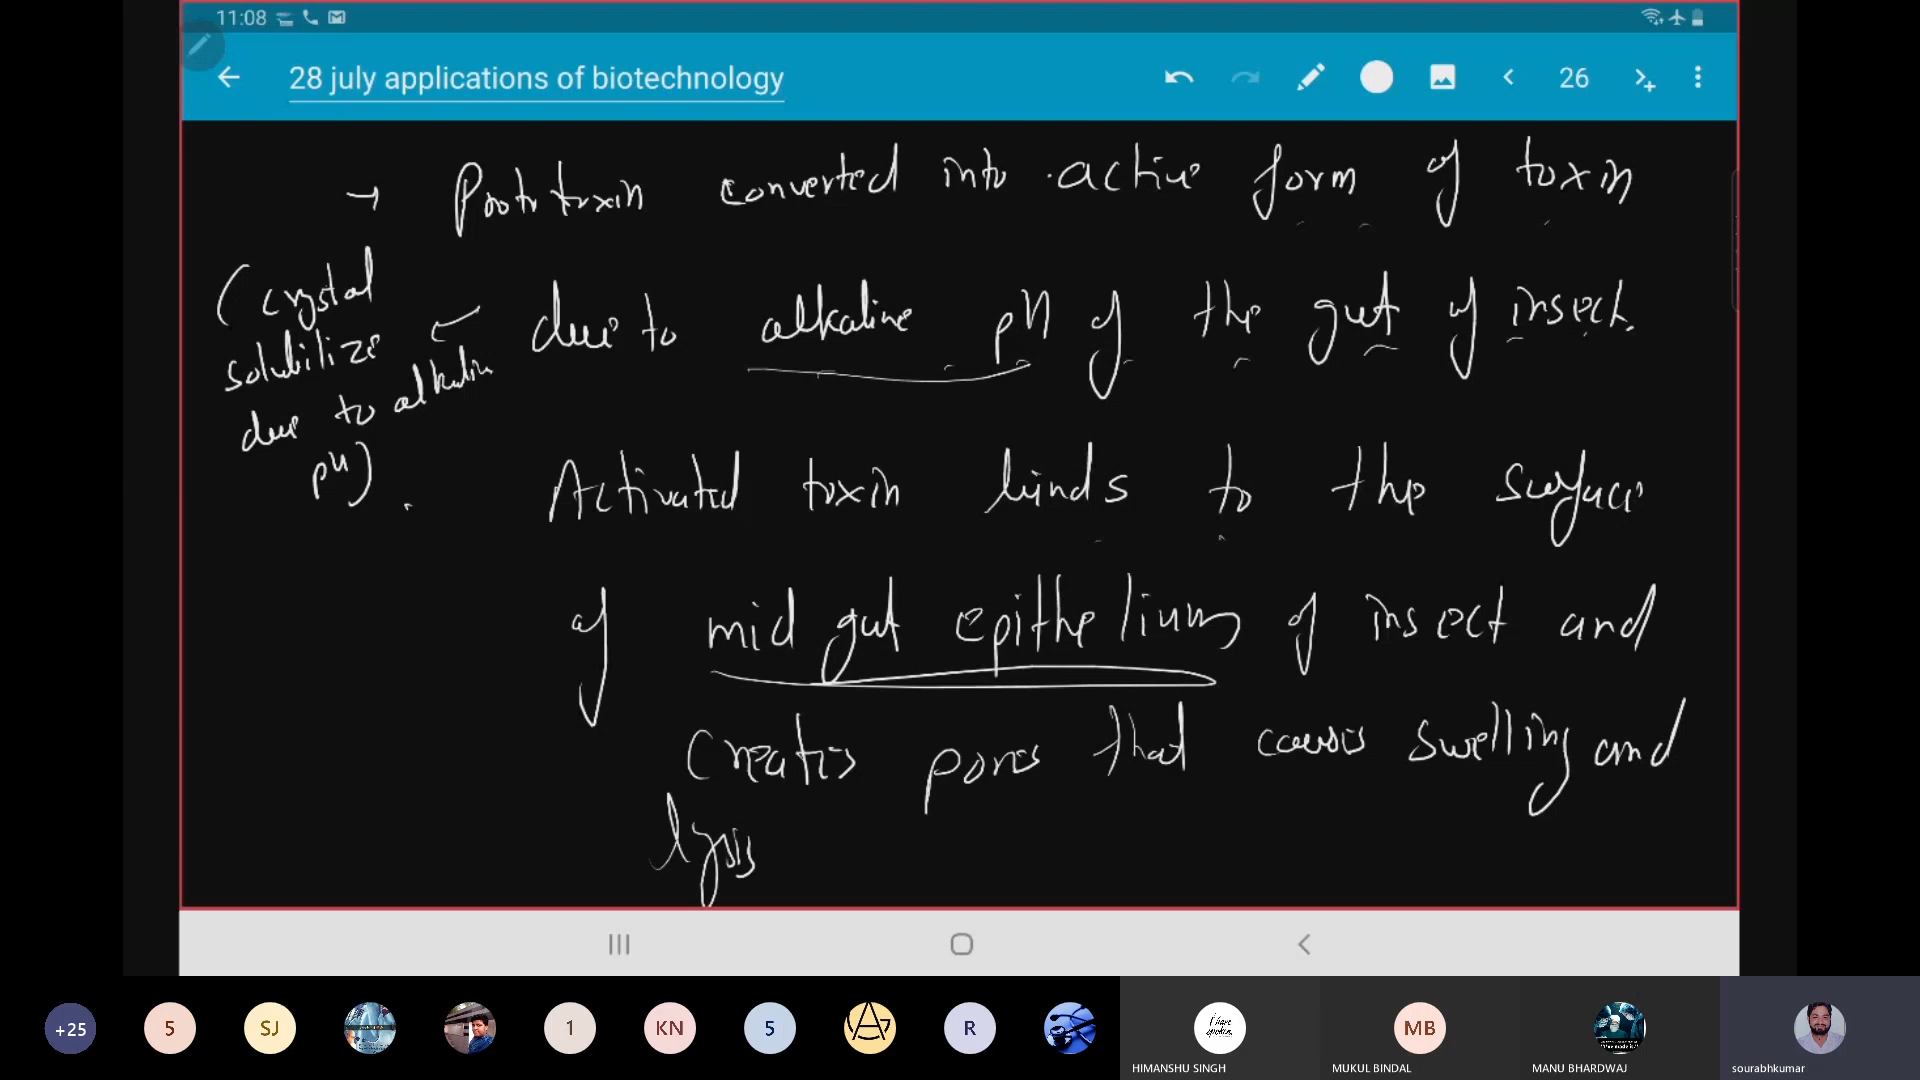 11:08
28 july applications of biotechnology
26
→ Prototoxin converted into active form of toxin
(crystal solubilize due to alkaline pH)
← due to alkaline pH of the gut of insect.
Activated toxin binds to the surface
of mid gut epithelium of insect and
creates pores that causes swelling and
lysis
+25 5 SJ 1 KN 5 R MB
HIMANSHU SINGH MUKUL BINDAL MANU BHARDWAJ sourabhkumar